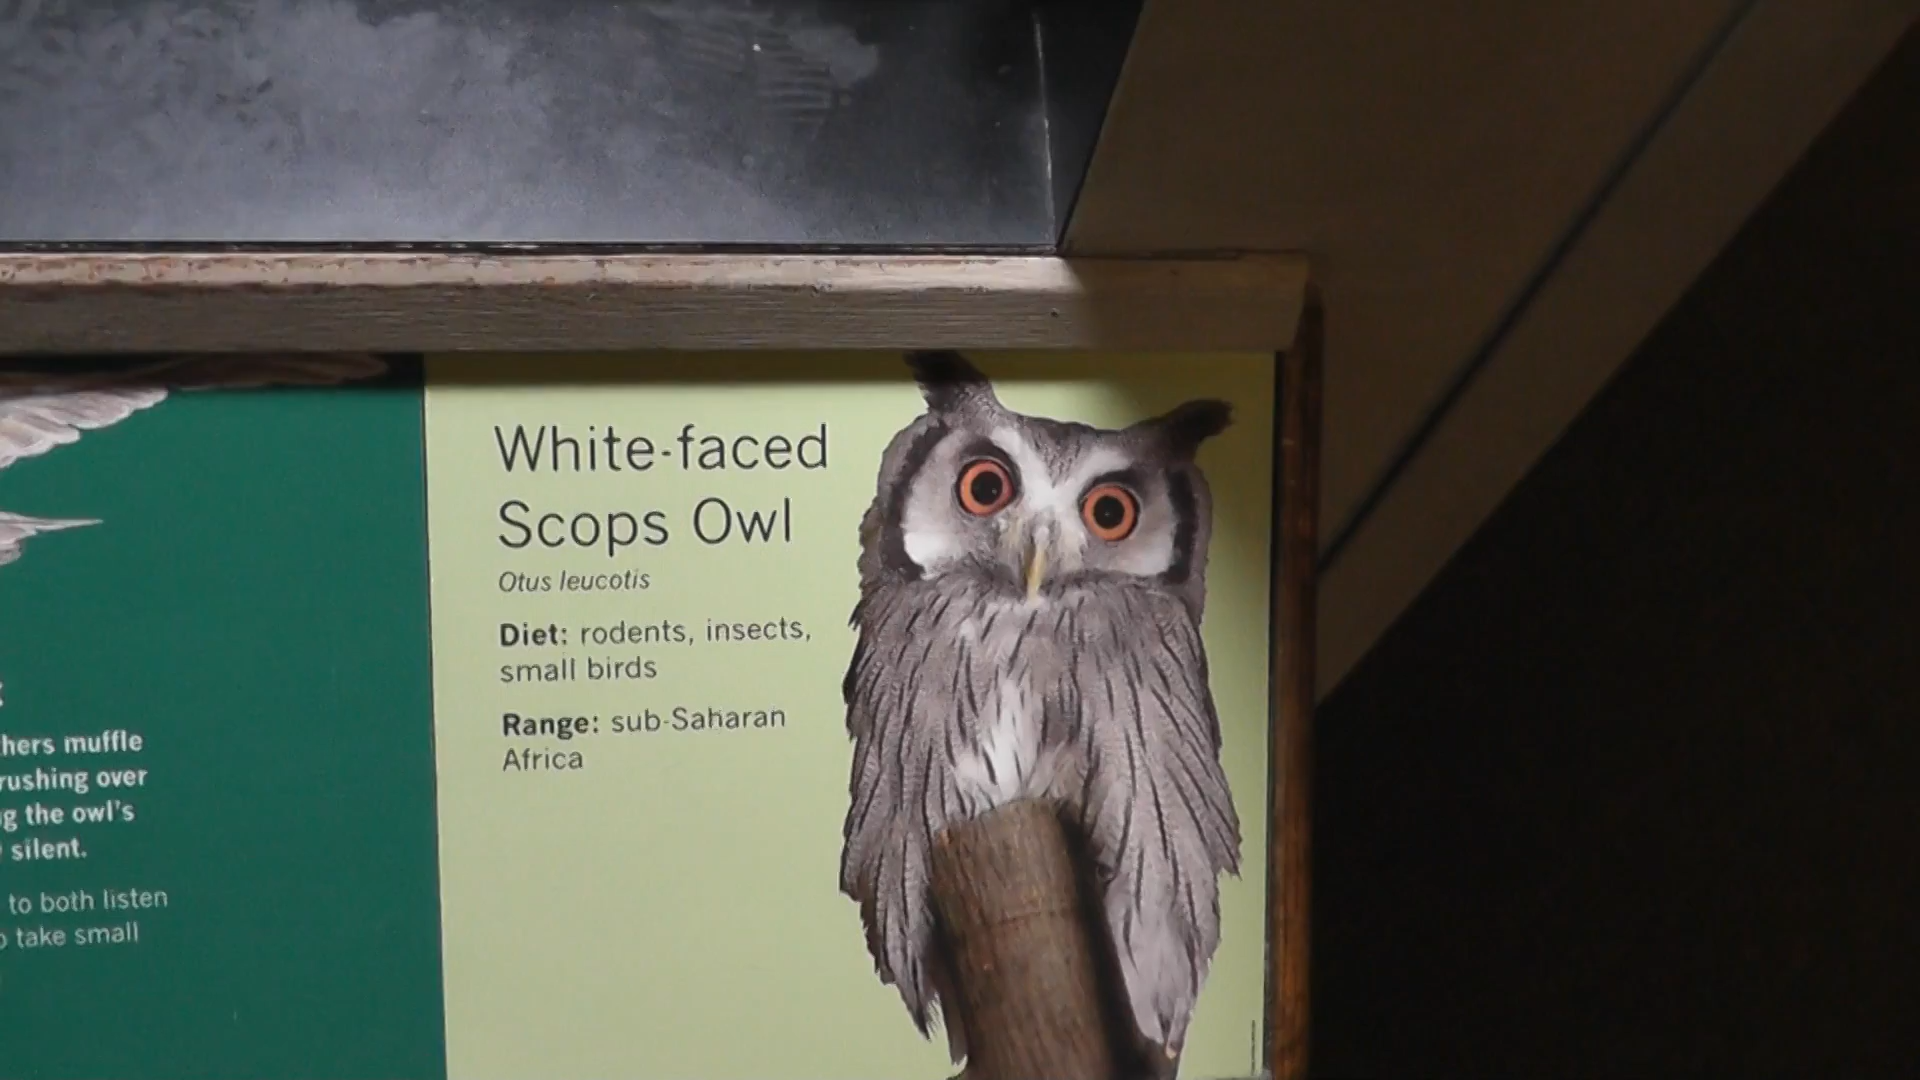 White-faced
Scops Owl
Otus leucotis
Diet: rodents, insects,
small birds
Range: sub-Saharan
Africa
muffle
rushing over
the owl's
silent.
to both listen
take small